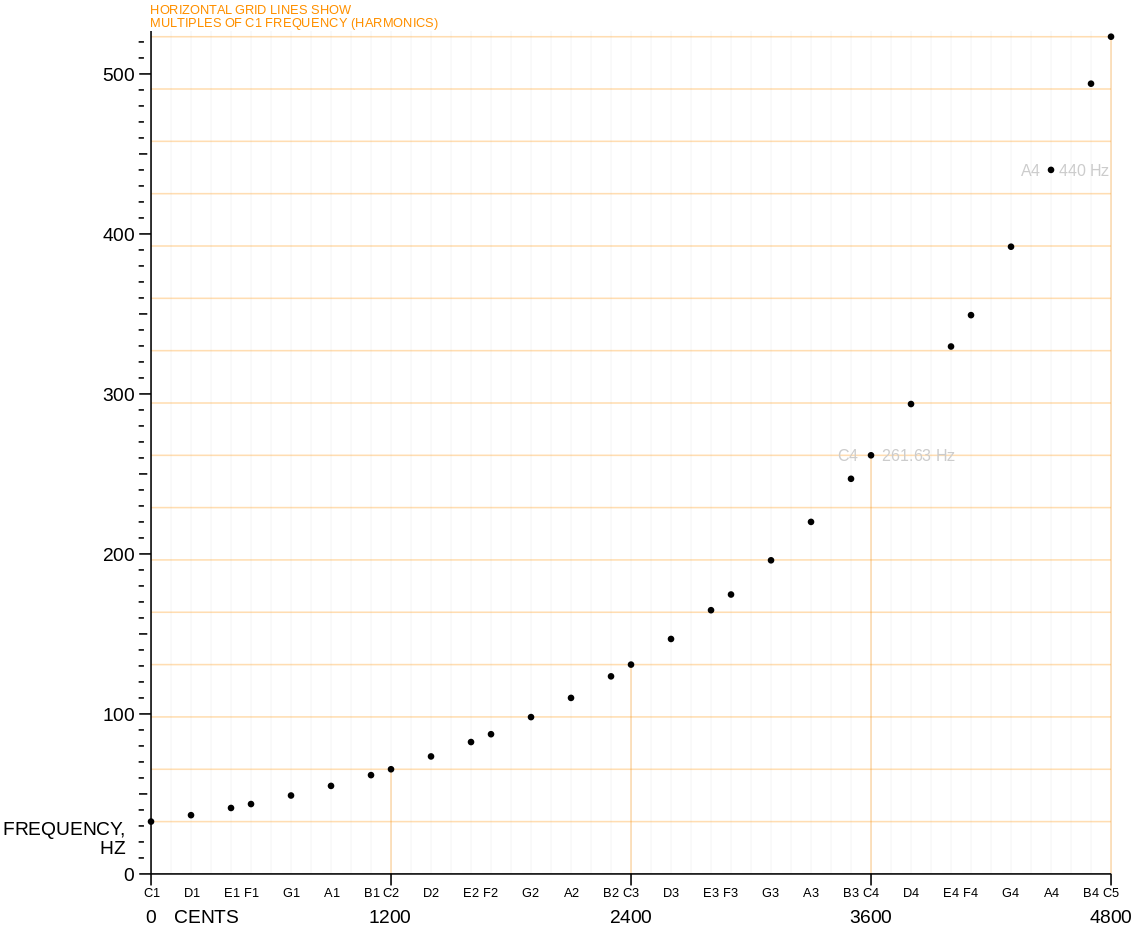 HORIZONTAL GRID LINES SHOW
MULTIPLES OF C1 FREQUENCY (HARMONICS)
500
A4 440 Hz
400
300
C4 261.63 Hz
200
100
FREQUENCY,
HZ
0
C1 D1 E1 F1 G1 A1 B1 C2 D2 E2 F2 G2 A2 B2 C3 D3 E3 F3 G3 A3 B3 C4 D4 E4 F4 G4 A4 B4 C5
0 CENTS 1200 2400 3600 4800